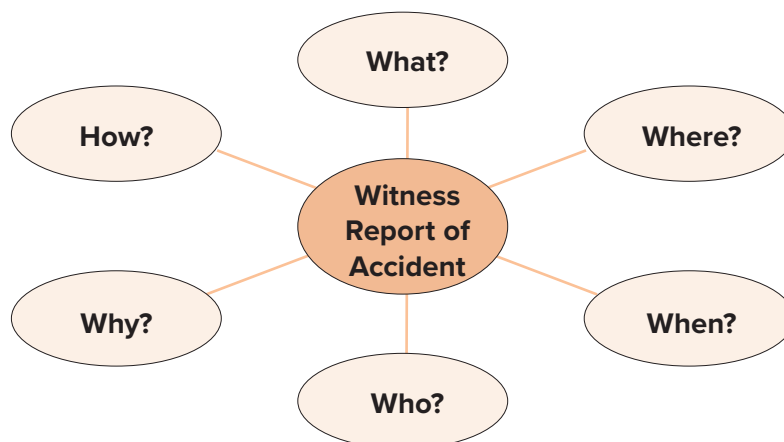 What?
How?
Where?
Witness
Report of
Accident
Why?
When?
Who?